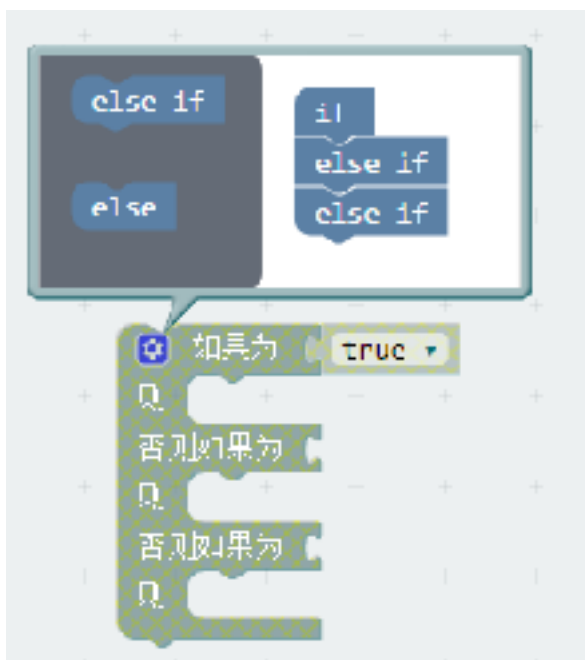 else if
else
if
else if
else if
如果为 true
则
否则如果为
则
否则如果为
则